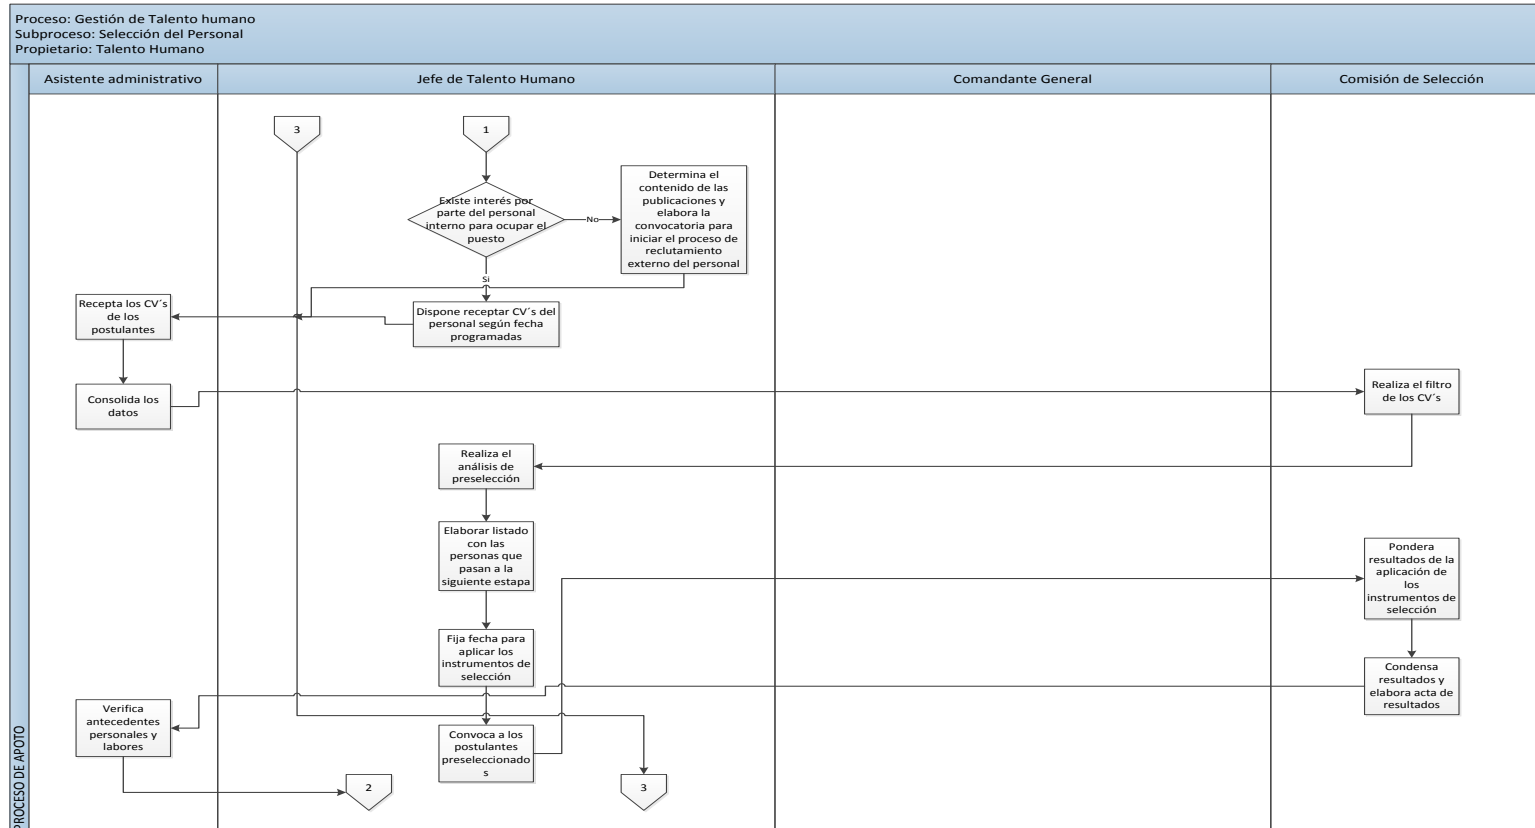 Proceso: Gestión de Talento humano
Subproceso: Selección del Personal
Propietario: Talento Humano
Asistente administrativo
Jefe de Talento Humano
Comandante General
Comisión de Selección
3
1
Existe interés por
parte del personal
interno para ocupar el
puesto
No
Determina el
contenido de las
publicaciones y
elabora la
convocatoria para
iniciar el proceso de
reclutamiento
externo del personal
Si
Recepta los CV´s
de los
postulantes
Dispone receptar CV´s del
personal según fecha
programadas
Consolida los
datos
Realiza el filtro
de los CV´s
Realiza el
análisis de
preselección
Elaborar listado
con las
personas que
pasan a la
siguiente estapa
Pondera
resultados de la
aplicación de
los
instrumentos de
selección
Fija fecha para
aplicar los
instrumentos de
selección
Condensa
resultados y
elabora acta de
resultados
Verifica
antecedentes
personales y
labores
Convoca a los
postulantes
preseleccionado
s
2
3
PROCESO DE APOTO